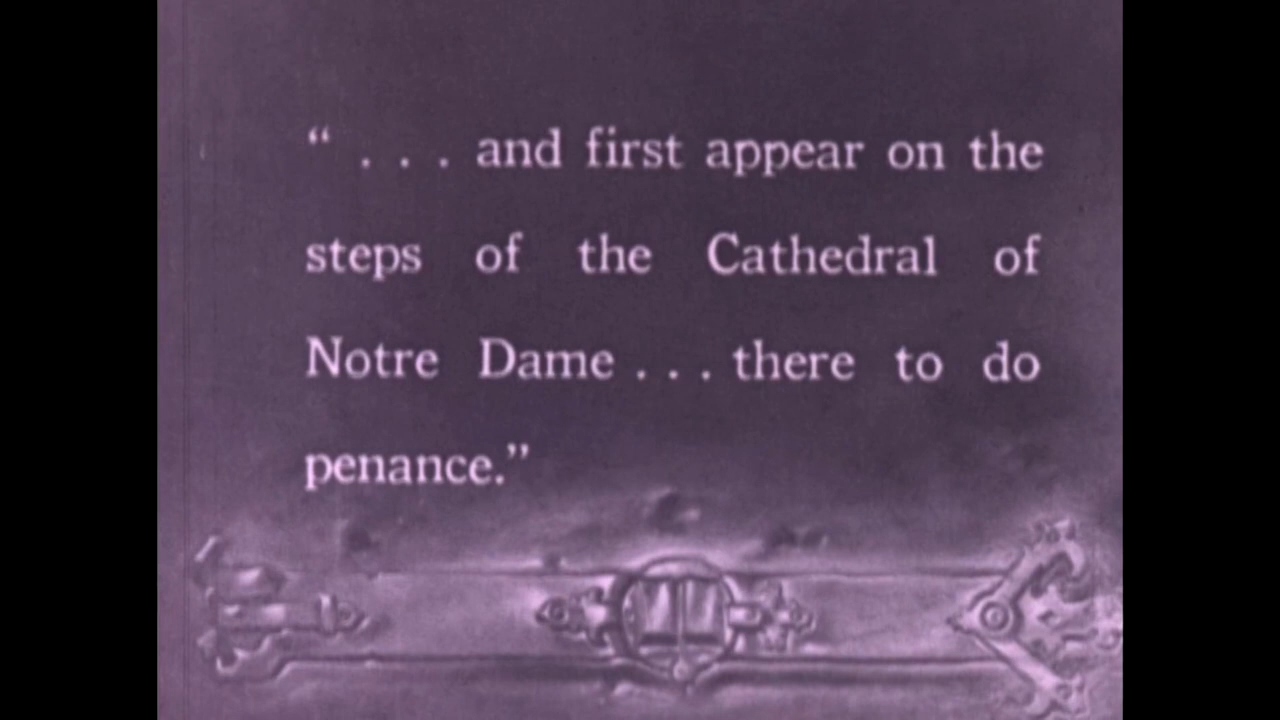 “ . . . and first appear on the
steps of the Cathedral of
Notre Dame . . . there to do
penance.”